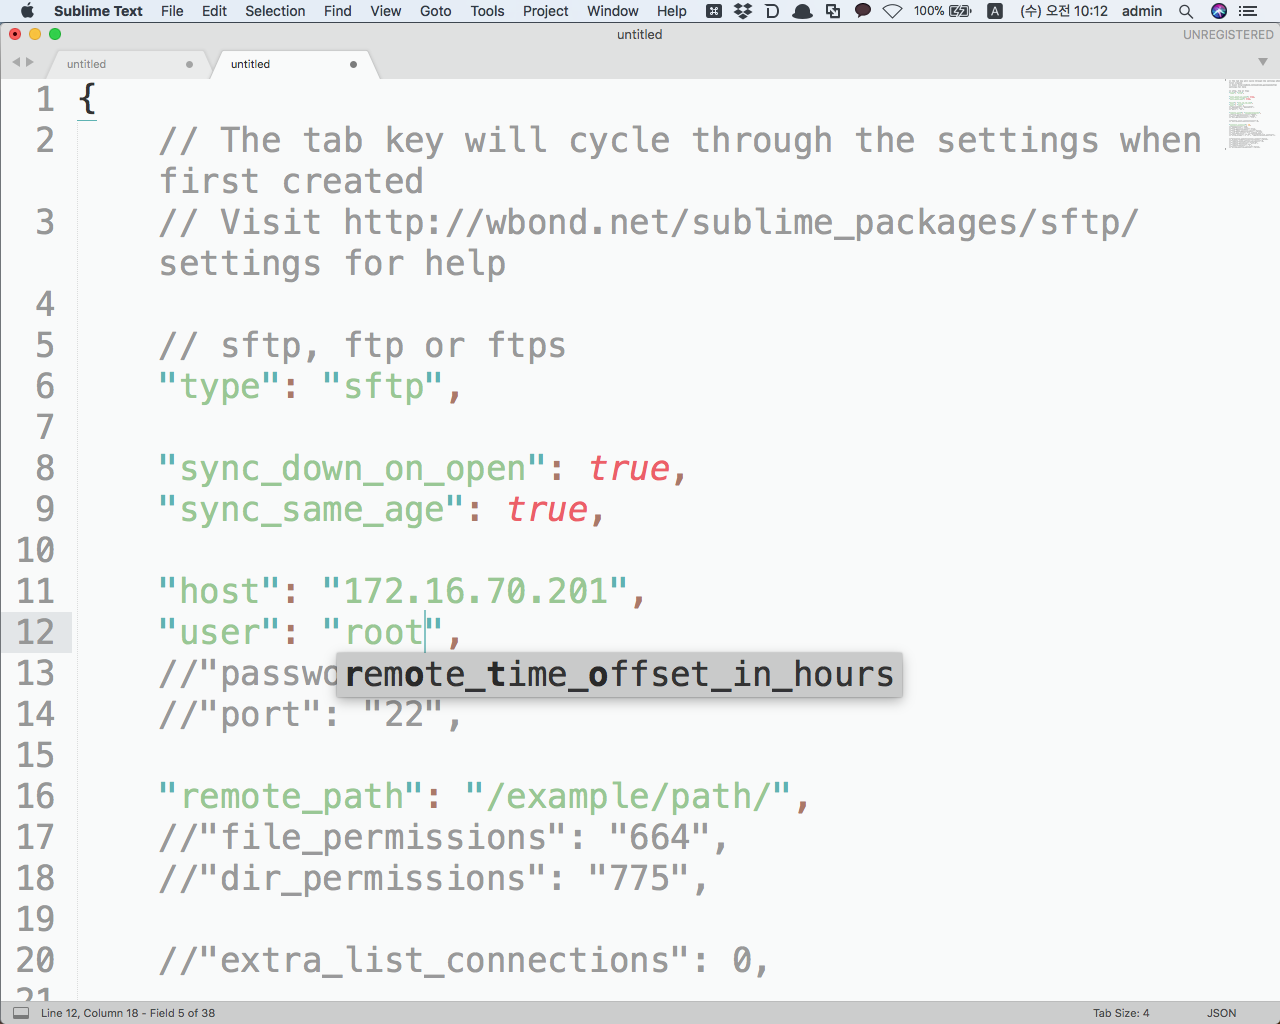 Sublime Text File Edit Selection Find View Goto Tools Project Window Help 100% A (수) 오전 10:12 admin
untitled UNREGISTERED
untitled untitled
1 {
2 // The tab key will cycle through the settings when
first created
3 // Visit http://wbond.net/sublime_packages/sftp/
settings for help
4
5 // sftp, ftp or ftps
6 "type": "sftp",
7
8 "sync_down_on_open": true,
9 "sync_same_age": true,
10
11 "host": "172.16.70.201",
12 "user": "root",
13 //"passwo
remote_time_offset_in_hours
14 //"port": "22",
15
16 "remote_path": "/example/path/",
17 //"file_permissions": "664",
18 //"dir_permissions": "775",
19
20 //"extra_list_connections": 0,
21
Line 12, Column 18 - Field 5 of 38 Tab Size: 4 JSON